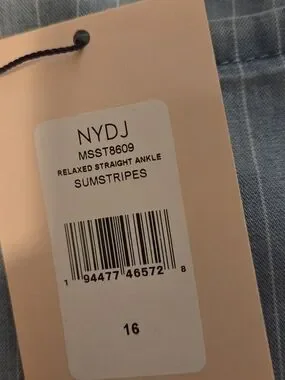 NYDJ
MSST8609
RELAXED STRAIGHT ANKLE
SUMSTRIPES
1 94477 46572 8
16